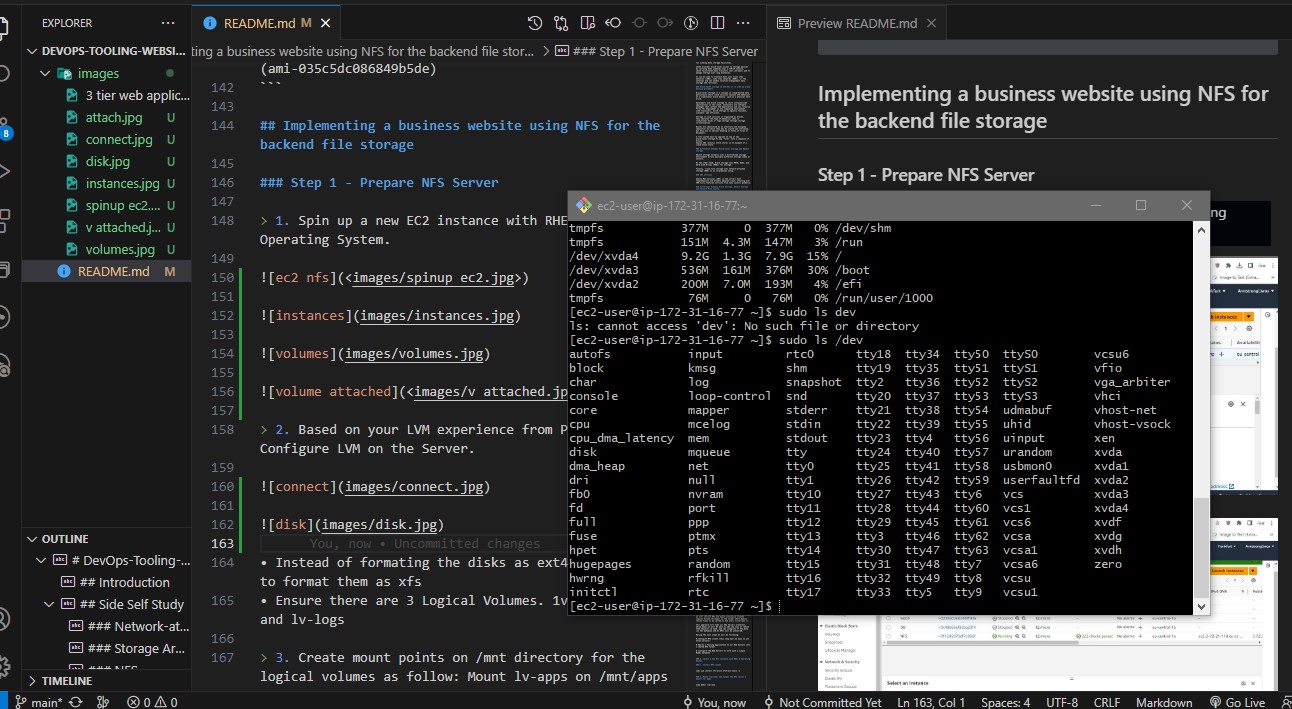 EXPLORER
DEVOPS-TOOLING-WEBSI...
images
3 tier web applic...
attach.jpg U
connect.jpg U
disk.jpg U
instances.jpg U
spinup ec2.... U
v attached.j... U
volumes.jpg U
README.md M
8
OUTLINE
# DevOps-Tooling-...
## Introduction
## Side Self Study
### Network-at...
### Storage Ar...
### NFS
TIMELINE
README.md M
ting a business website using NFS for the backend file stor... > ### Step 1 - Prepare NFS Server
(ami-035c5dc086849b5de)
142 ```
143
144 ## Implementing a business website using NFS for the
backend file storage
145
146 ### Step 1 - Prepare NFS Server
147
148 > 1. Spin up a new EC2 instance with RHE
Operating System.
149
150 ![ec2 nfs](<images/spinup ec2.jpg>)
151
152 ![instances](images/instances.jpg)
153
154 ![volumes](images/volumes.jpg)
155
156 ![volume attached](<images/v attached.jp
157
158 > 2. Based on your LVM experience from P
Configure LVM on the Server.
159
160 ![connect](images/connect.jpg)
161
162 ![disk](images/disk.jpg)
163 You, now • Uncommitted changes
164 • Instead of formating the disks as ext4
to format them as xfs
165 • Ensure there are 3 Logical Volumes. lv
and lv-logs
166
167 > 3. Create mount points on /mnt directory for the
logical volumes as follow: Mount lv-apps on /mnt/apps
Preview README.md
Implementing a business website using NFS for
the backend file storage
Step 1 - Prepare NFS Server
ng
ec2-user@ip-172-31-16-77:~
tmpfs 377M 0 377M 0% /dev/shm
tmpfs 151M 4.3M 147M 3% /run
/dev/xvda4 9.2G 1.3G 7.9G 15% /
/dev/xvda3 536M 161M 376M 30% /boot
/dev/xvda2 200M 7.0M 193M 4% /efi
tmpfs 76M 0 76M 0% /run/user/1000
[ec2-user@ip-172-31-16-77 ~]$ sudo ls dev
ls: cannot access 'dev': No such file or directory
[ec2-user@ip-172-31-16-77 ~]$ sudo ls /dev
autofs input rtc0 tty18 tty34 tty50 ttyS0 vcsu6
block kmsg shm tty19 tty35 tty51 ttyS1 vfio
char log snapshot tty2 tty36 tty52 ttyS2 vga_arbiter
console loop-control snd tty20 tty37 tty53 ttyS3 vhci
core mapper stderr tty21 tty38 tty54 udmabuf vhost-net
cpu mcelog stdin tty22 tty39 tty55 uhid vhost-vsock
cpu_dma_latency mem stdout tty23 tty4 tty56 uinput xen
disk mqueue tty tty24 tty40 tty57 urandom xvda
dma_heap net tty0 tty25 tty41 tty58 usbmon0 xvda1
dri null tty1 tty26 tty42 tty59 userfaultfd xvda2
fb0 nvram tty10 tty27 tty43 tty6 vcs xvda3
fd port tty11 tty28 tty44 tty60 vcs1 xvda4
full ppp tty12 tty29 tty45 tty61 vcs6 xvdf
fuse ptmx tty13 tty3 tty46 tty62 vcsa xvdg
hpet pts tty14 tty30 tty47 tty63 vcsa1 xvdh
hugepages random tty15 tty31 tty48 tty7 vcsa6 zero
hwrng rfkill tty16 tty32 tty49 tty8 vcsu
initctl rtc tty17 tty33 tty5 tty9 vcsu1
[ec2-user@ip-172-31-16-77 ~]$
Select an instance
main* 0 0 You, now Not Committed Yet Ln 163, Col 1 Spaces: 4 UTF-8 CRLF Markdown Go Live